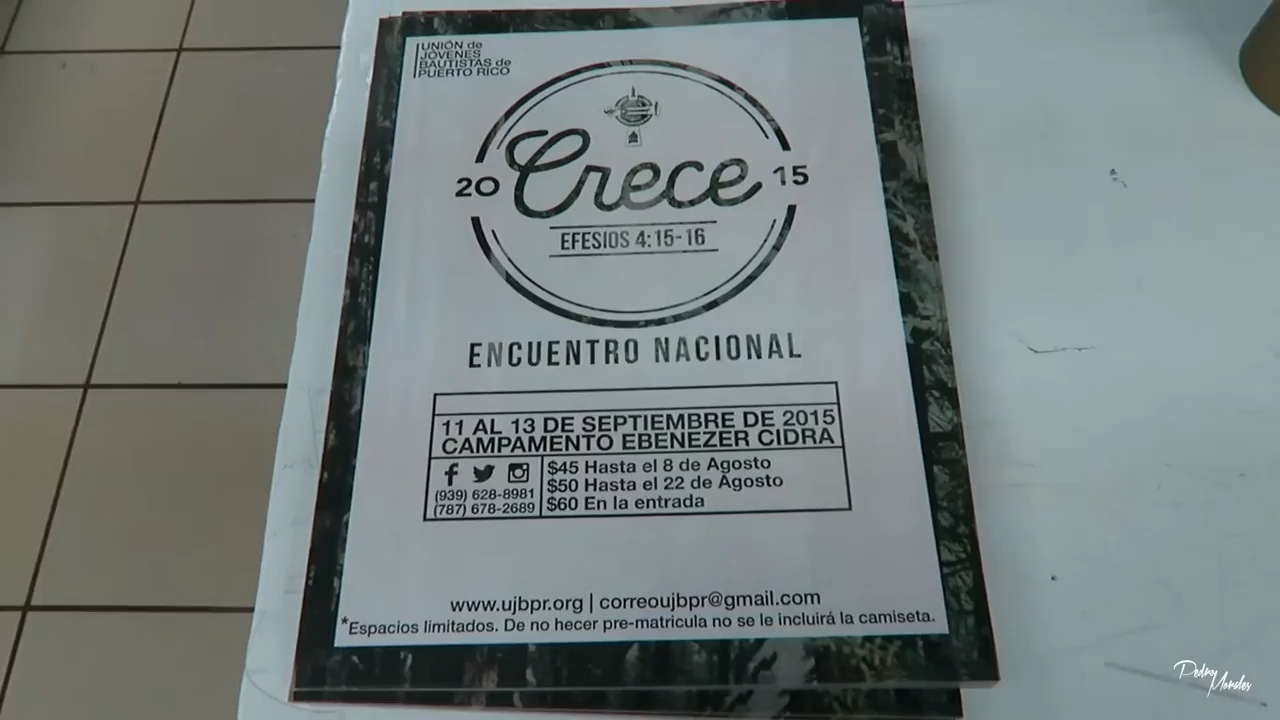 UNIÓN de
JÓVENES
BAUTISTAS de
PUERTO RICO
20 Crece 15
EFESIOS 4:15-16
ENCUENTRO NACIONAL
11 AL 13 DE SEPTIEMBRE DE 2015
CAMPAMENTO EBENEZER CIDRA
(939) 628-8981
(787) 678-2689
$45 Hasta el 8 de Agosto
$50 Hasta el 22 de Agosto
$60 En la entrada
www.ujbpr.org | correoujbpr@gmail.com
*Espacios limitados. De no hacer pre-matricula no se le incluirá la camiseta.
Pedro
Morales